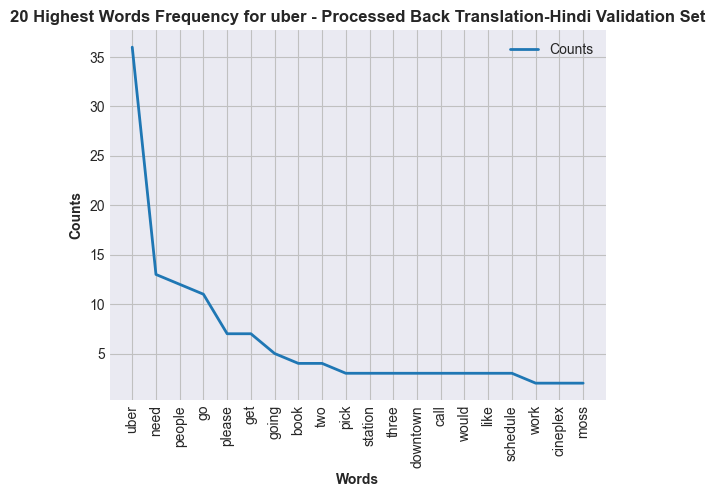 20 Highest Words Frequency for uber - Processed Back Translation-Hindi Validation Set
Counts
35
30
25
20
15
10
5
Counts
uber
need
people
go
please
get
going
book
two
pick
station
three
downtown
call
would
like
schedule
work
cineplex
moss
Words